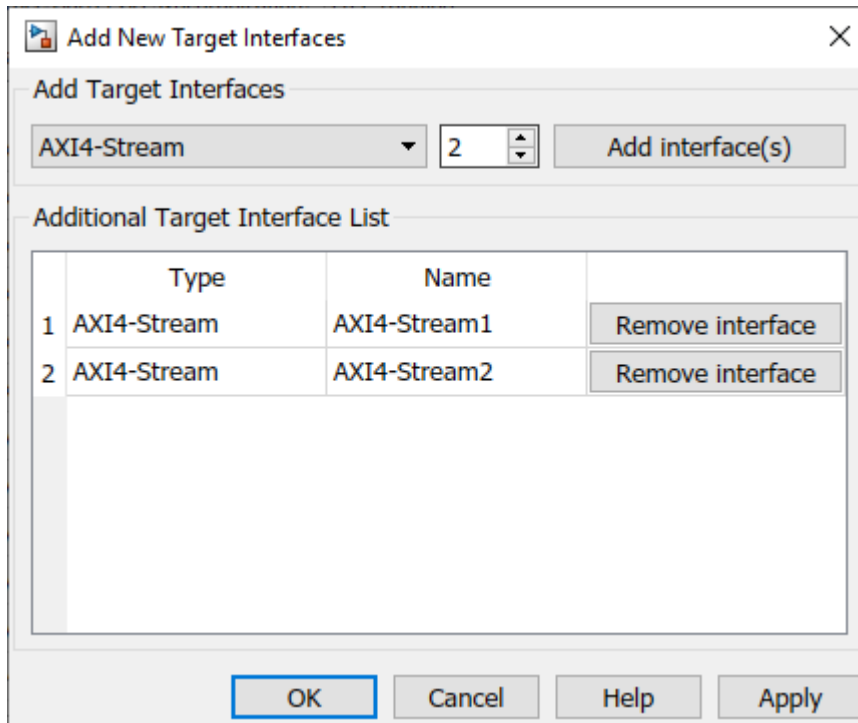 Add New Target Interfaces
Add Target Interfaces
AXI4-Stream 2 Add interface(s)
Additional Target Interface List
Type Name
1 AXI4-Stream AXI4-Stream1 Remove interface
2 AXI4-Stream AXI4-Stream2 Remove interface
OK Cancel Help Apply